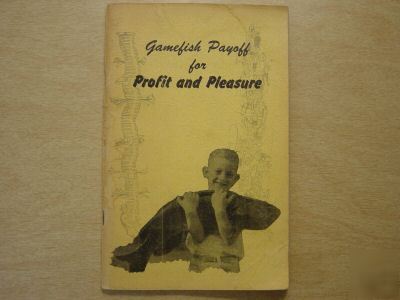 Gamefish Payoff
for
Profit and Pleasure